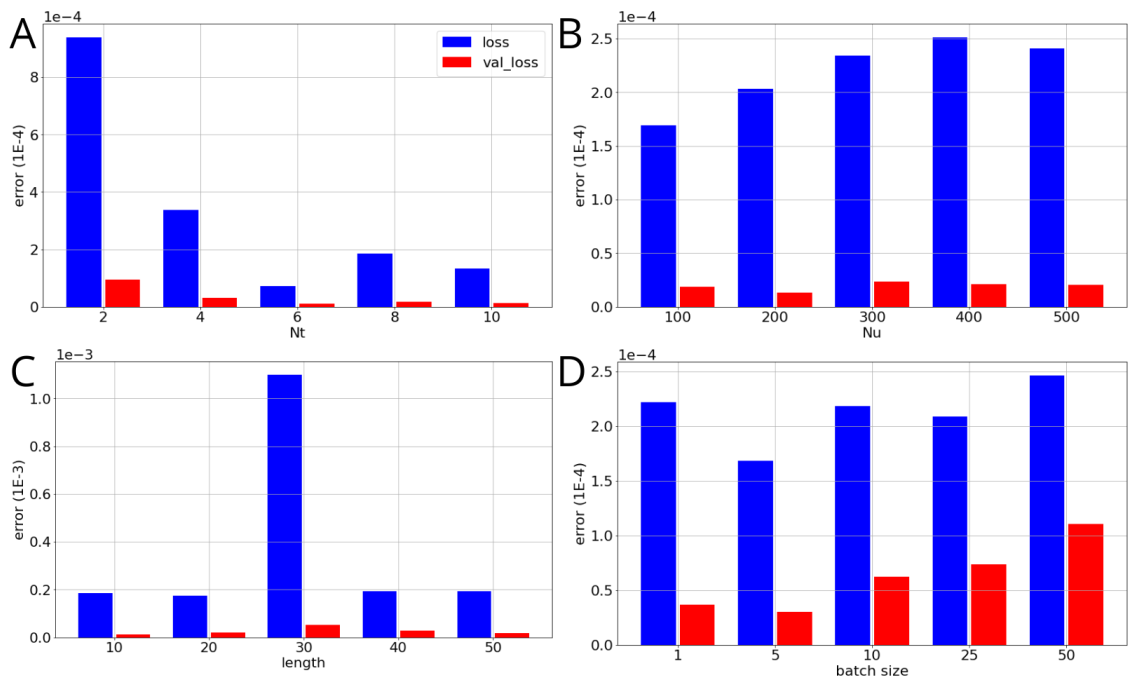 A
1e−4
loss
val_loss
8
6
4
2
0
error (1E-4)
2 4 6 8 10
Nt
B
1e−4
2.5
2.0
1.5
1.0
0.5
0.0
error (1E-4)
100 200 300 400 500
Nu
C
1e−3
1.0
0.8
0.6
0.4
0.2
0.0
error (1E-3)
10 20 30 40 50
length
D
1e−4
2.5
2.0
1.5
1.0
0.5
0.0
error (1E-4)
1 5 10 25 50
batch size